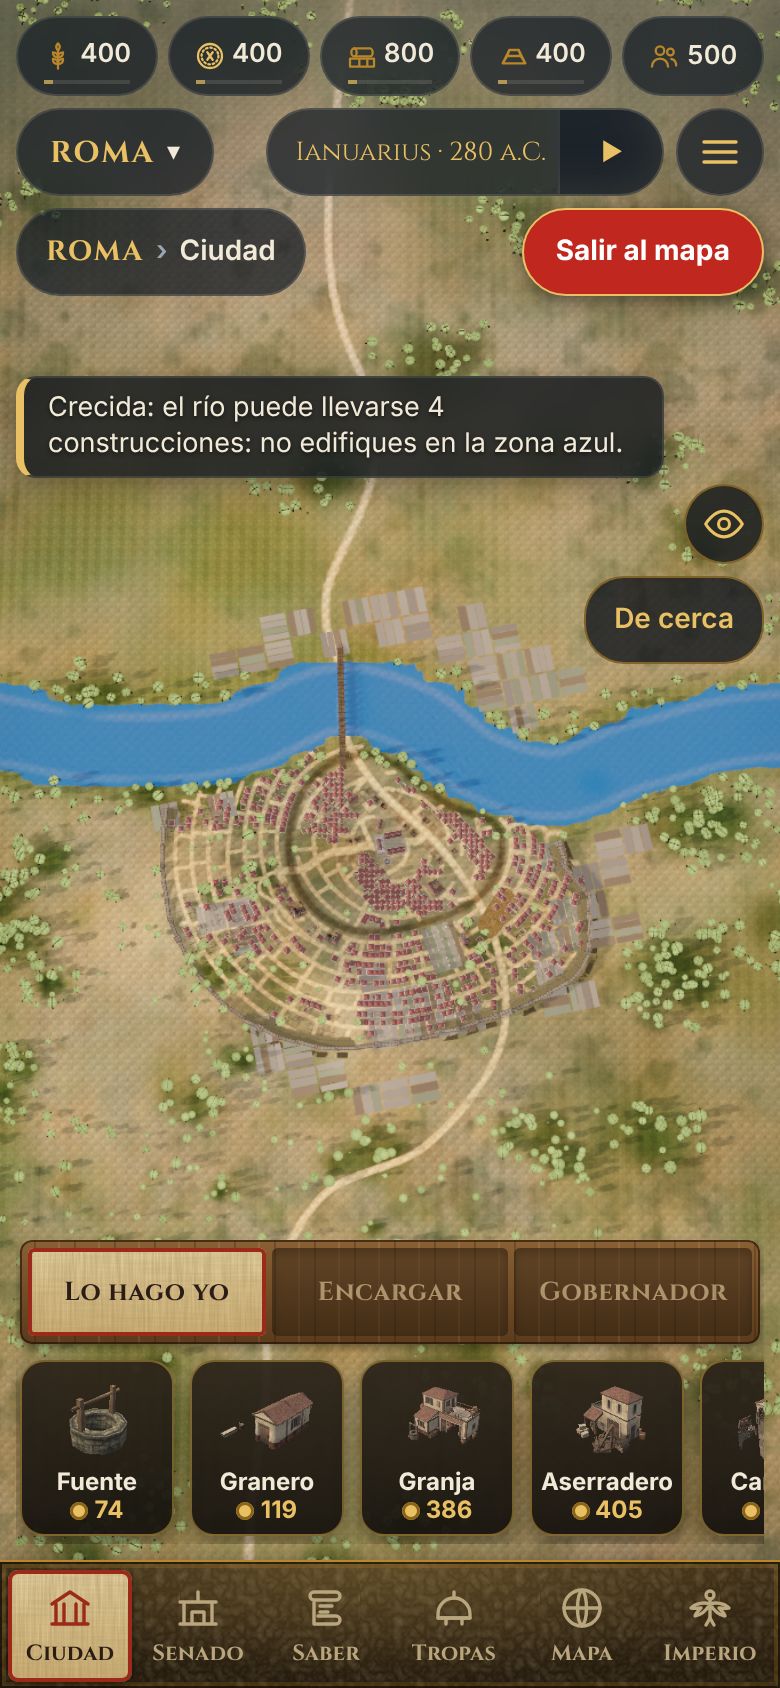 400 400 800 400 500
ROMA ▾ IANUARIUS · 280 A.C.
ROMA › Ciudad Salir al mapa
Crecida: el río puede llevarse 4
construcciones: no edifiques en la zona azul.
De cerca
LO HAGO YO ENCARGAR GOBERNADOR
Fuente Granero Granja Aserradero Ca
74 119 386 405
CIUDAD SENADO SABER TROPAS MAPA IMPERIO